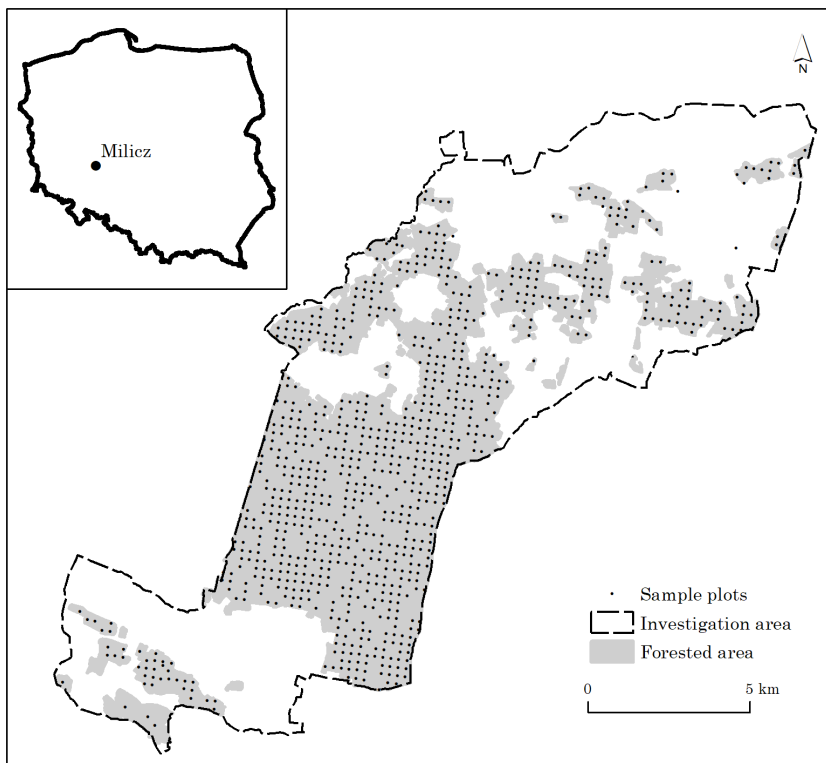 Milicz
N
Sample plots
Investigation area
Forested area
0 5 km